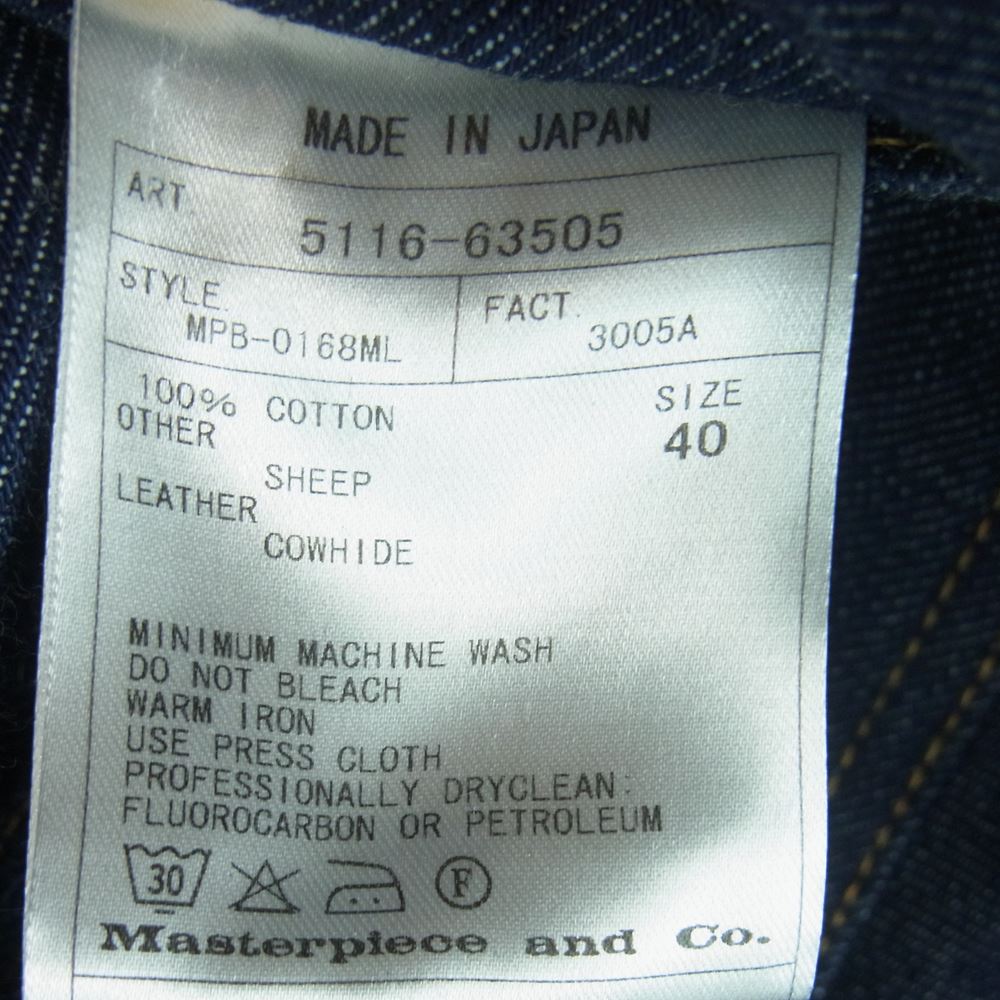 MADE IN JAPAN
ART.
5116-63505
STYLE.
MPB-0168ML
FACT.
3005A
100% COTTON
OTHER
SHEEP
LEATHER
COWHIDE
SIZE
40
MINIMUM MACHINE WASH
DO NOT BLEACH
WARM IRON
USE PRESS CLOTH
PROFESSIONALLY DRYCLEAN:
FLUOROCARBON OR PETROLEUM
30
F
Masterpiece and Co.